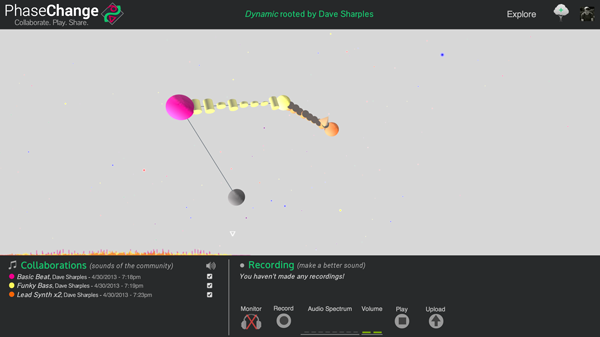 PhaseChange
Collaborate. Play. Share.
Dynamic rooted by Dave Sharples
Explore
Collaborations (sounds of the community)
Basic Beat, Dave Sharples - 4/30/2013 - 7:18pm
Funky Bass, Dave Sharples - 4/30/2013 - 7:19pm
Lead Synth x2, Dave Sharples - 4/30/2013 - 7:23pm
Recording (make a better sound)
You haven't made any recordings!
Monitor Record Audio Spectrum Volume Play Upload